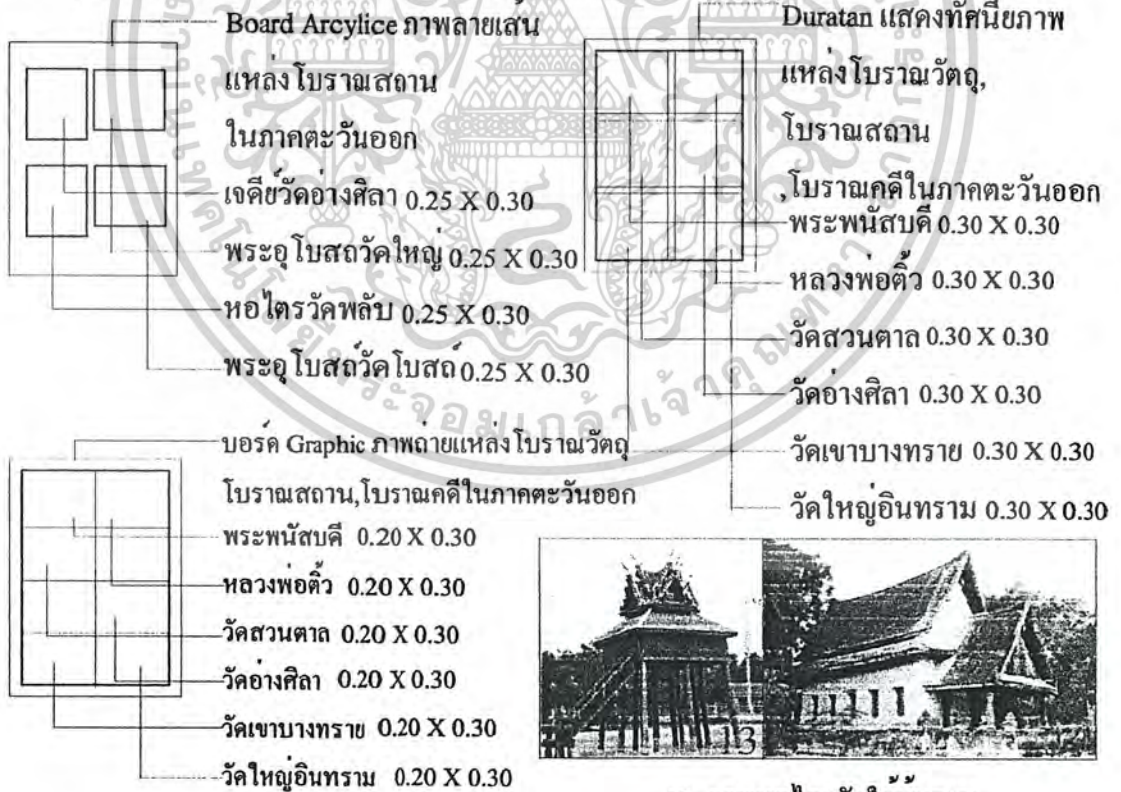 Board Arcylice ภาพลายเส้น
แหล่งโบราณสถาน
ในภาคตะวันออก
เจดีย์วัดอ่างศิลา 0.25 X 0.30
พระอุโบสถวัดใหญ่ 0.25 X 0.30
หอไตรวัดพลับ 0.25 X 0.30
พระอุโบสถ์วัดโบสถ์ 0.25 X 0.30
Duratan แสดงทัศนียภาพ
แหล่งโบราณวัตถุ,
โบราณสถาน
,โบราณคดีในภาคตะวันออก
พระพนัสบดี 0.30 X 0.30
หลวงพ่อติ้ว 0.30 X 0.30
วัดสวนตาล 0.30 X 0.30
วัดอ่างศิลา 0.30 X 0.30
วัดเขาบางทราย 0.30 X 0.30
วัดใหญ่อินทราม 0.30 X 0.30
บอร์ด Graphic ภาพถ่ายแหล่งโบราณวัตถุ
โบราณสถาน,โบราณคดีในภาคตะวันออก
พระพนัสบดี 0.20 X 0.30
หลวงพ่อติ้ว 0.20 X 0.30
วัดสวนตาล 0.20 X 0.30
วัดอ่างศิลา 0.20 X 0.30
วัดเขาบางทราย 0.20 X 0.30
วัดใหญ่อินทราม 0.20 X 0.30
13